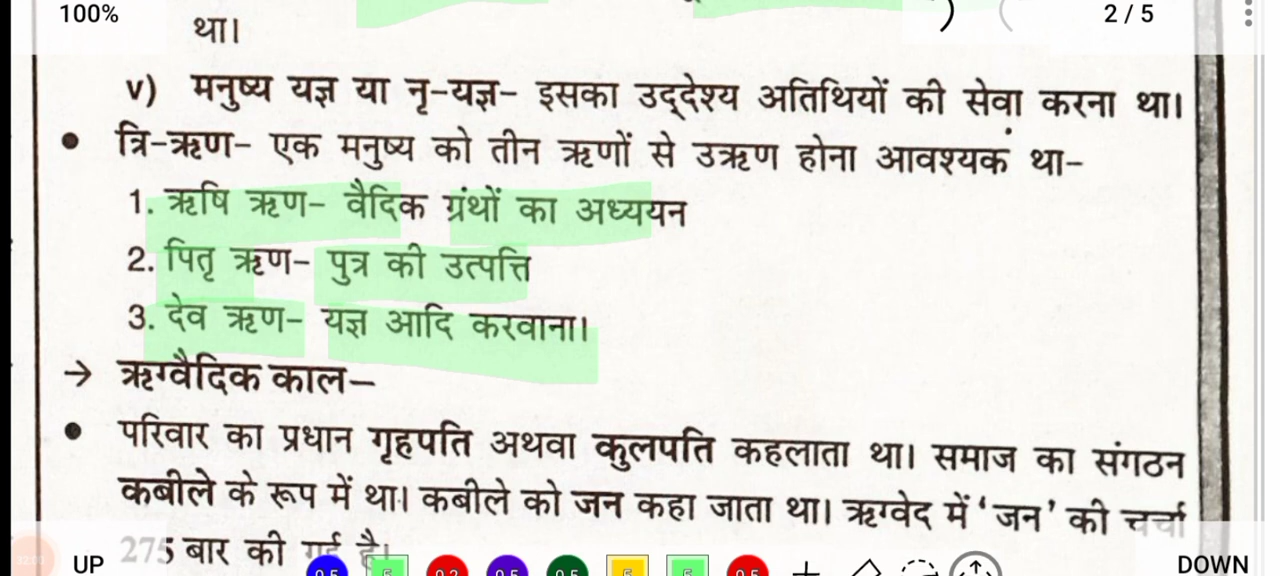 100%
2 / 5
था।
v) मनुष्य यज्ञ या नृ-यज्ञ- इसका उद्देश्य अतिथियों की सेवा करना था।
• त्रि-ऋण- एक मनुष्य को तीन ऋणों से उऋण होना आवश्यक था-
1. ऋषि ऋण- वैदिक ग्रंथों का अध्ययन
2. पितृ ऋण- पुत्र की उत्पत्ति
3. देव ऋण- यज्ञ आदि करवाना।
→ ऋग्वैदिक काल-
• परिवार का प्रधान गृहपति अथवा कुलपति कहलाता था। समाज का संगठन
कबीले के रूप में था। कबीले को जन कहा जाता था। ऋग्वेद में 'जन' की चर्चा
275 बार की गई है।
UP
DOWN